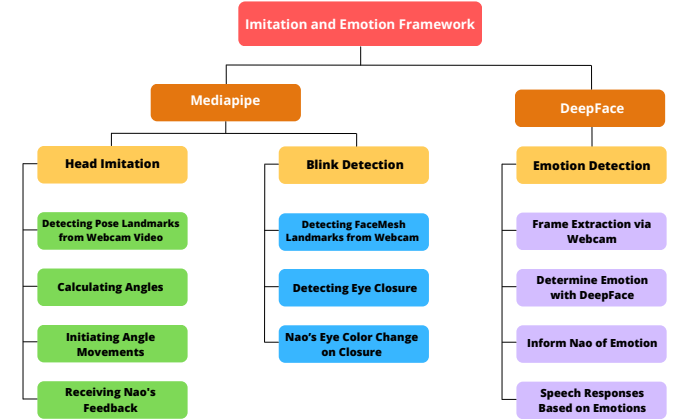 Imitation and Emotion Framework
Mediapipe
DeepFace
Head Imitation
Blink Detection
Emotion Detection
Detecting Pose Landmarks
from Webcam Video
Detecting FaceMesh
Landmarks from Webcam
Frame Extraction via
Webcam
Calculating Angles
Detecting Eye Closure
Determine Emotion
with DeepFace
Initiating Angle
Movements
Nao’s Eye Color Change
on Closure
Inform Nao of Emotion
Receiving Nao's
Feedback
Speech Responses
Based on Emotions